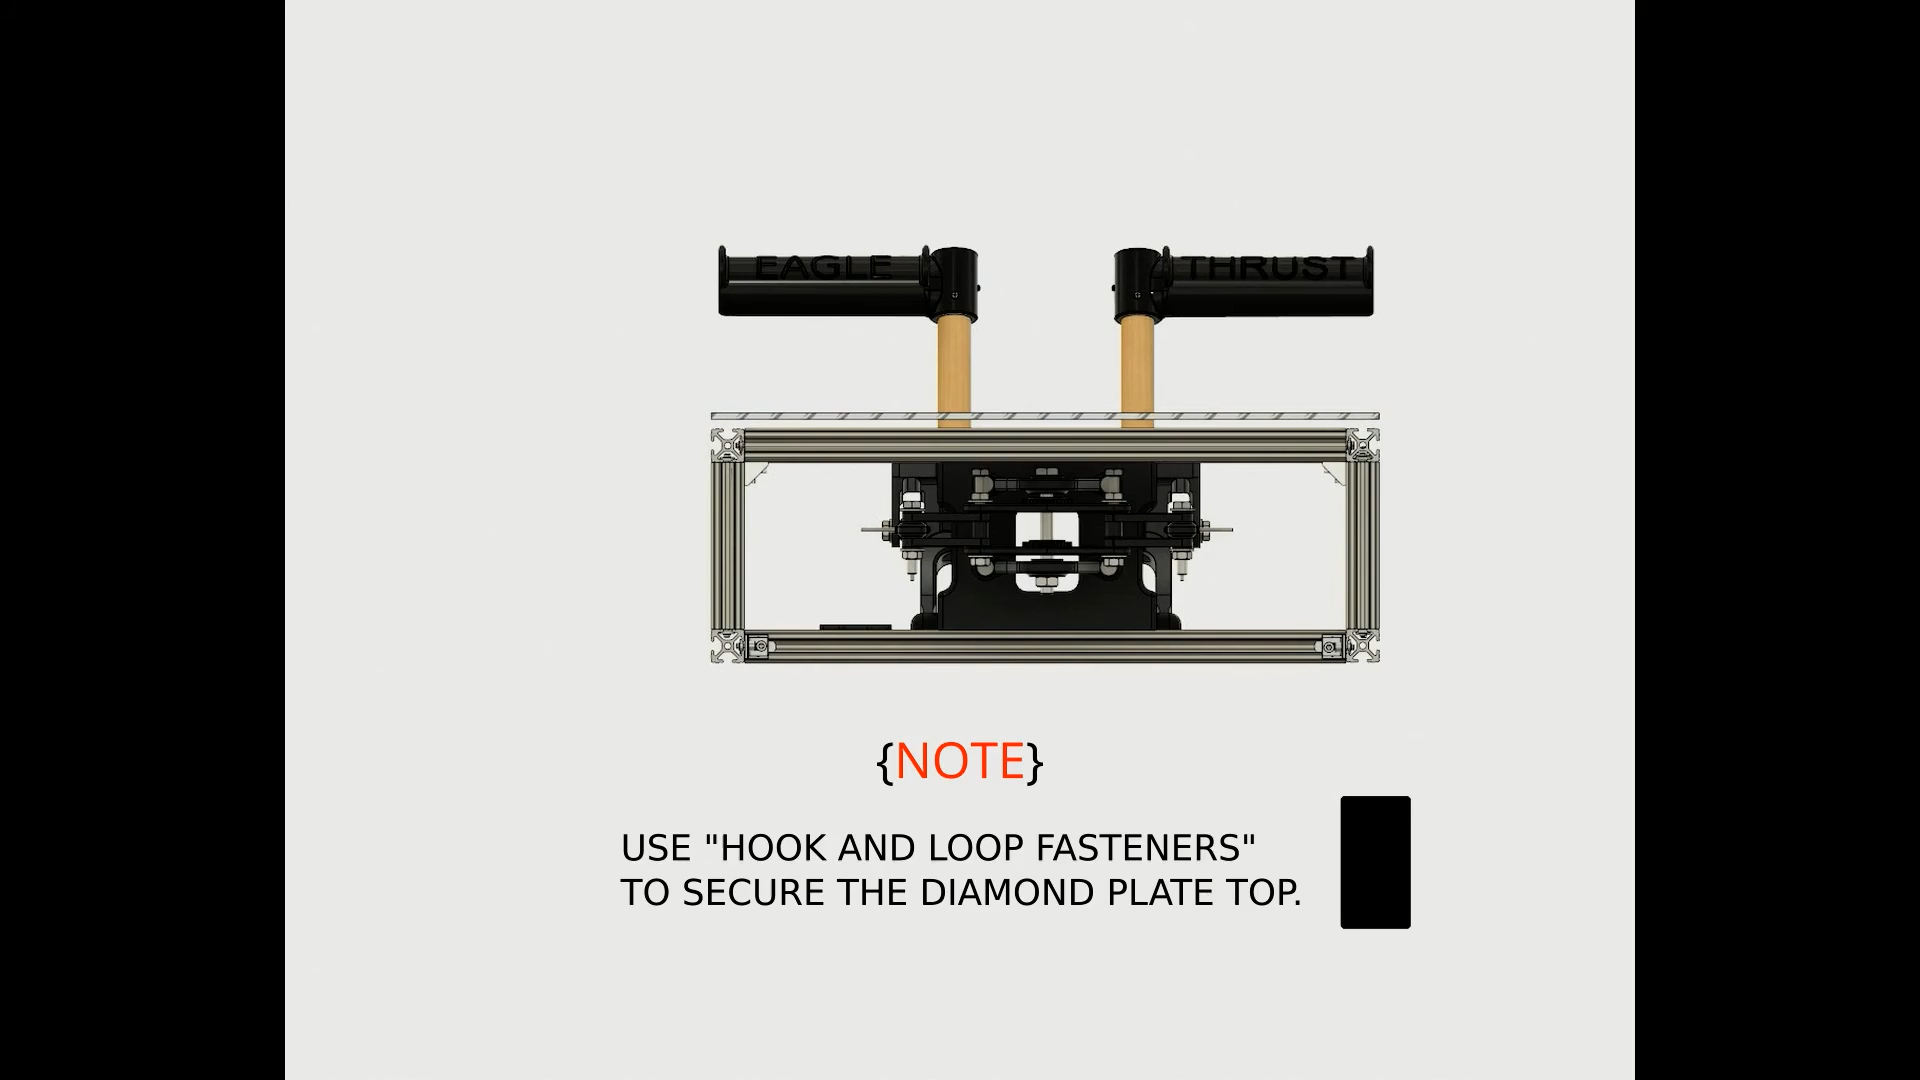 EAGLE THRUST
{NOTE}
USE "HOOK AND LOOP FASTENERS"
TO SECURE THE DIAMOND PLATE TOP.